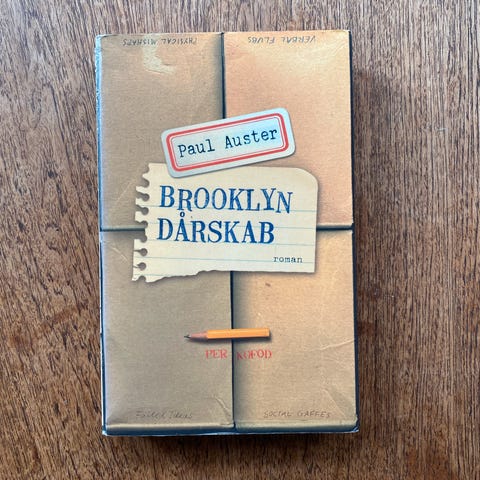 PHYSICAL MISHAPS
VERBAL FLUBS
Paul Auster
BROOKLYN
DÅRSKAB
roman
PER KOFOD
Failed Ideas
SOCIAL GAFFES